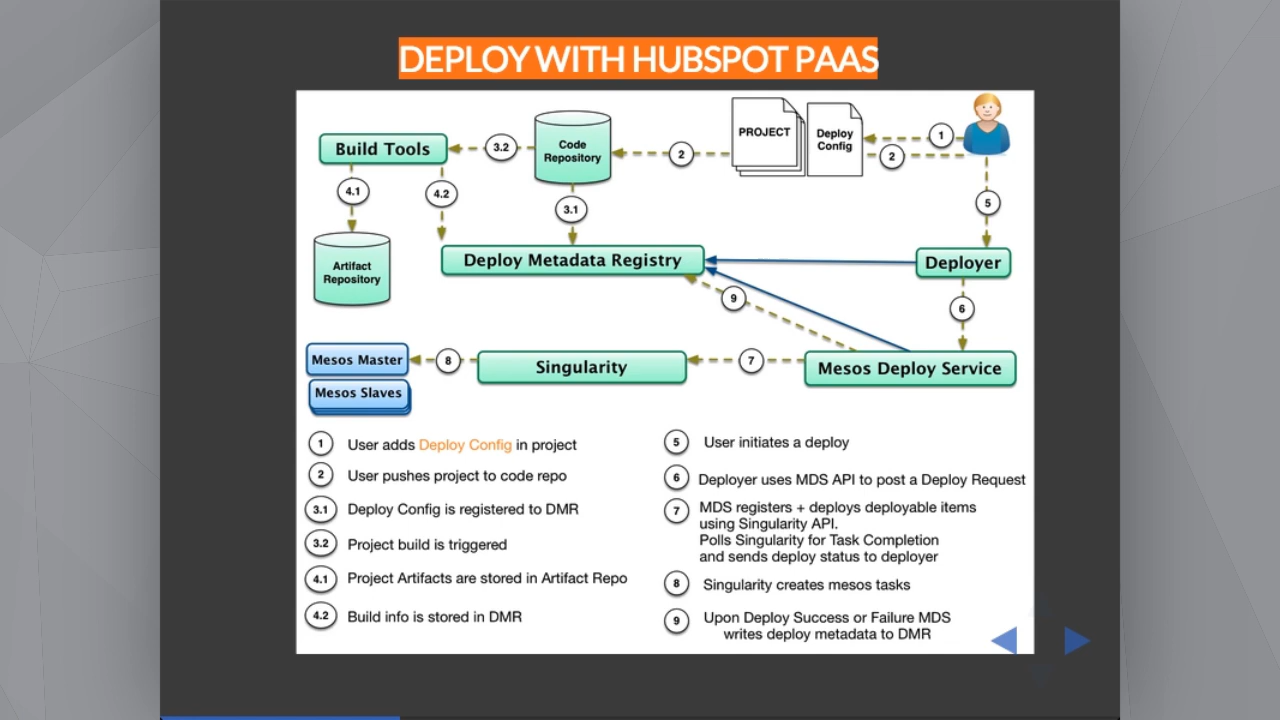 DEPLOY WITH HUBSPOT PAAS
PROJECT
Deploy
Config
1
2
2
Code
Repository
3.2
Build Tools
4.1
4.2
3.1
5
Artifact
Repository
Deploy Metadata Registry
Deployer
9
6
Mesos Master
Mesos Slaves
8
Singularity
7
Mesos Deploy Service
1 User adds Deploy Config in project
2 User pushes project to code repo
3.1 Deploy Config is registered to DMR
3.2 Project build is triggered
4.1 Project Artifacts are stored in Artifact Repo
4.2 Build info is stored in DMR
5 User initiates a deploy
6 Deployer uses MDS API to post a Deploy Request
7 MDS registers + deploys deployable items
using Singularity API.
Polls Singularity for Task Completion
and sends deploy status to deployer
8 Singularity creates mesos tasks
9 Upon Deploy Success or Failure MDS
writes deploy metadata to DMR